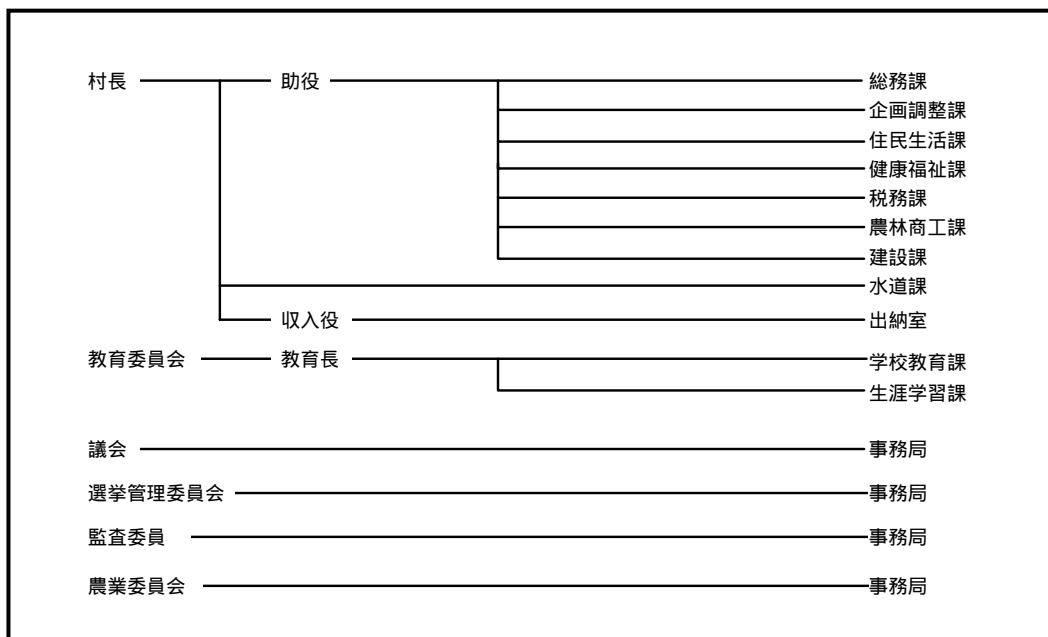 村長 助役 総務課
企画調整課
住民生活課
健康福祉課
税務課
農林商工課
建設課
水道課
収入役 出納室
教育委員会 教育長 学校教育課
生涯学習課
議会 事務局
選挙管理委員会 事務局
監査委員 事務局
農業委員会 事務局